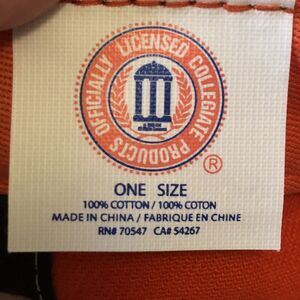 OFFICIALLY LICENSED COLLEGIATE PRODUCTS
®
ONE SIZE
100% COTTON / 100% COTON
MADE IN CHINA / FABRIQUE EN CHINE
RN# 70547 CA# 54267